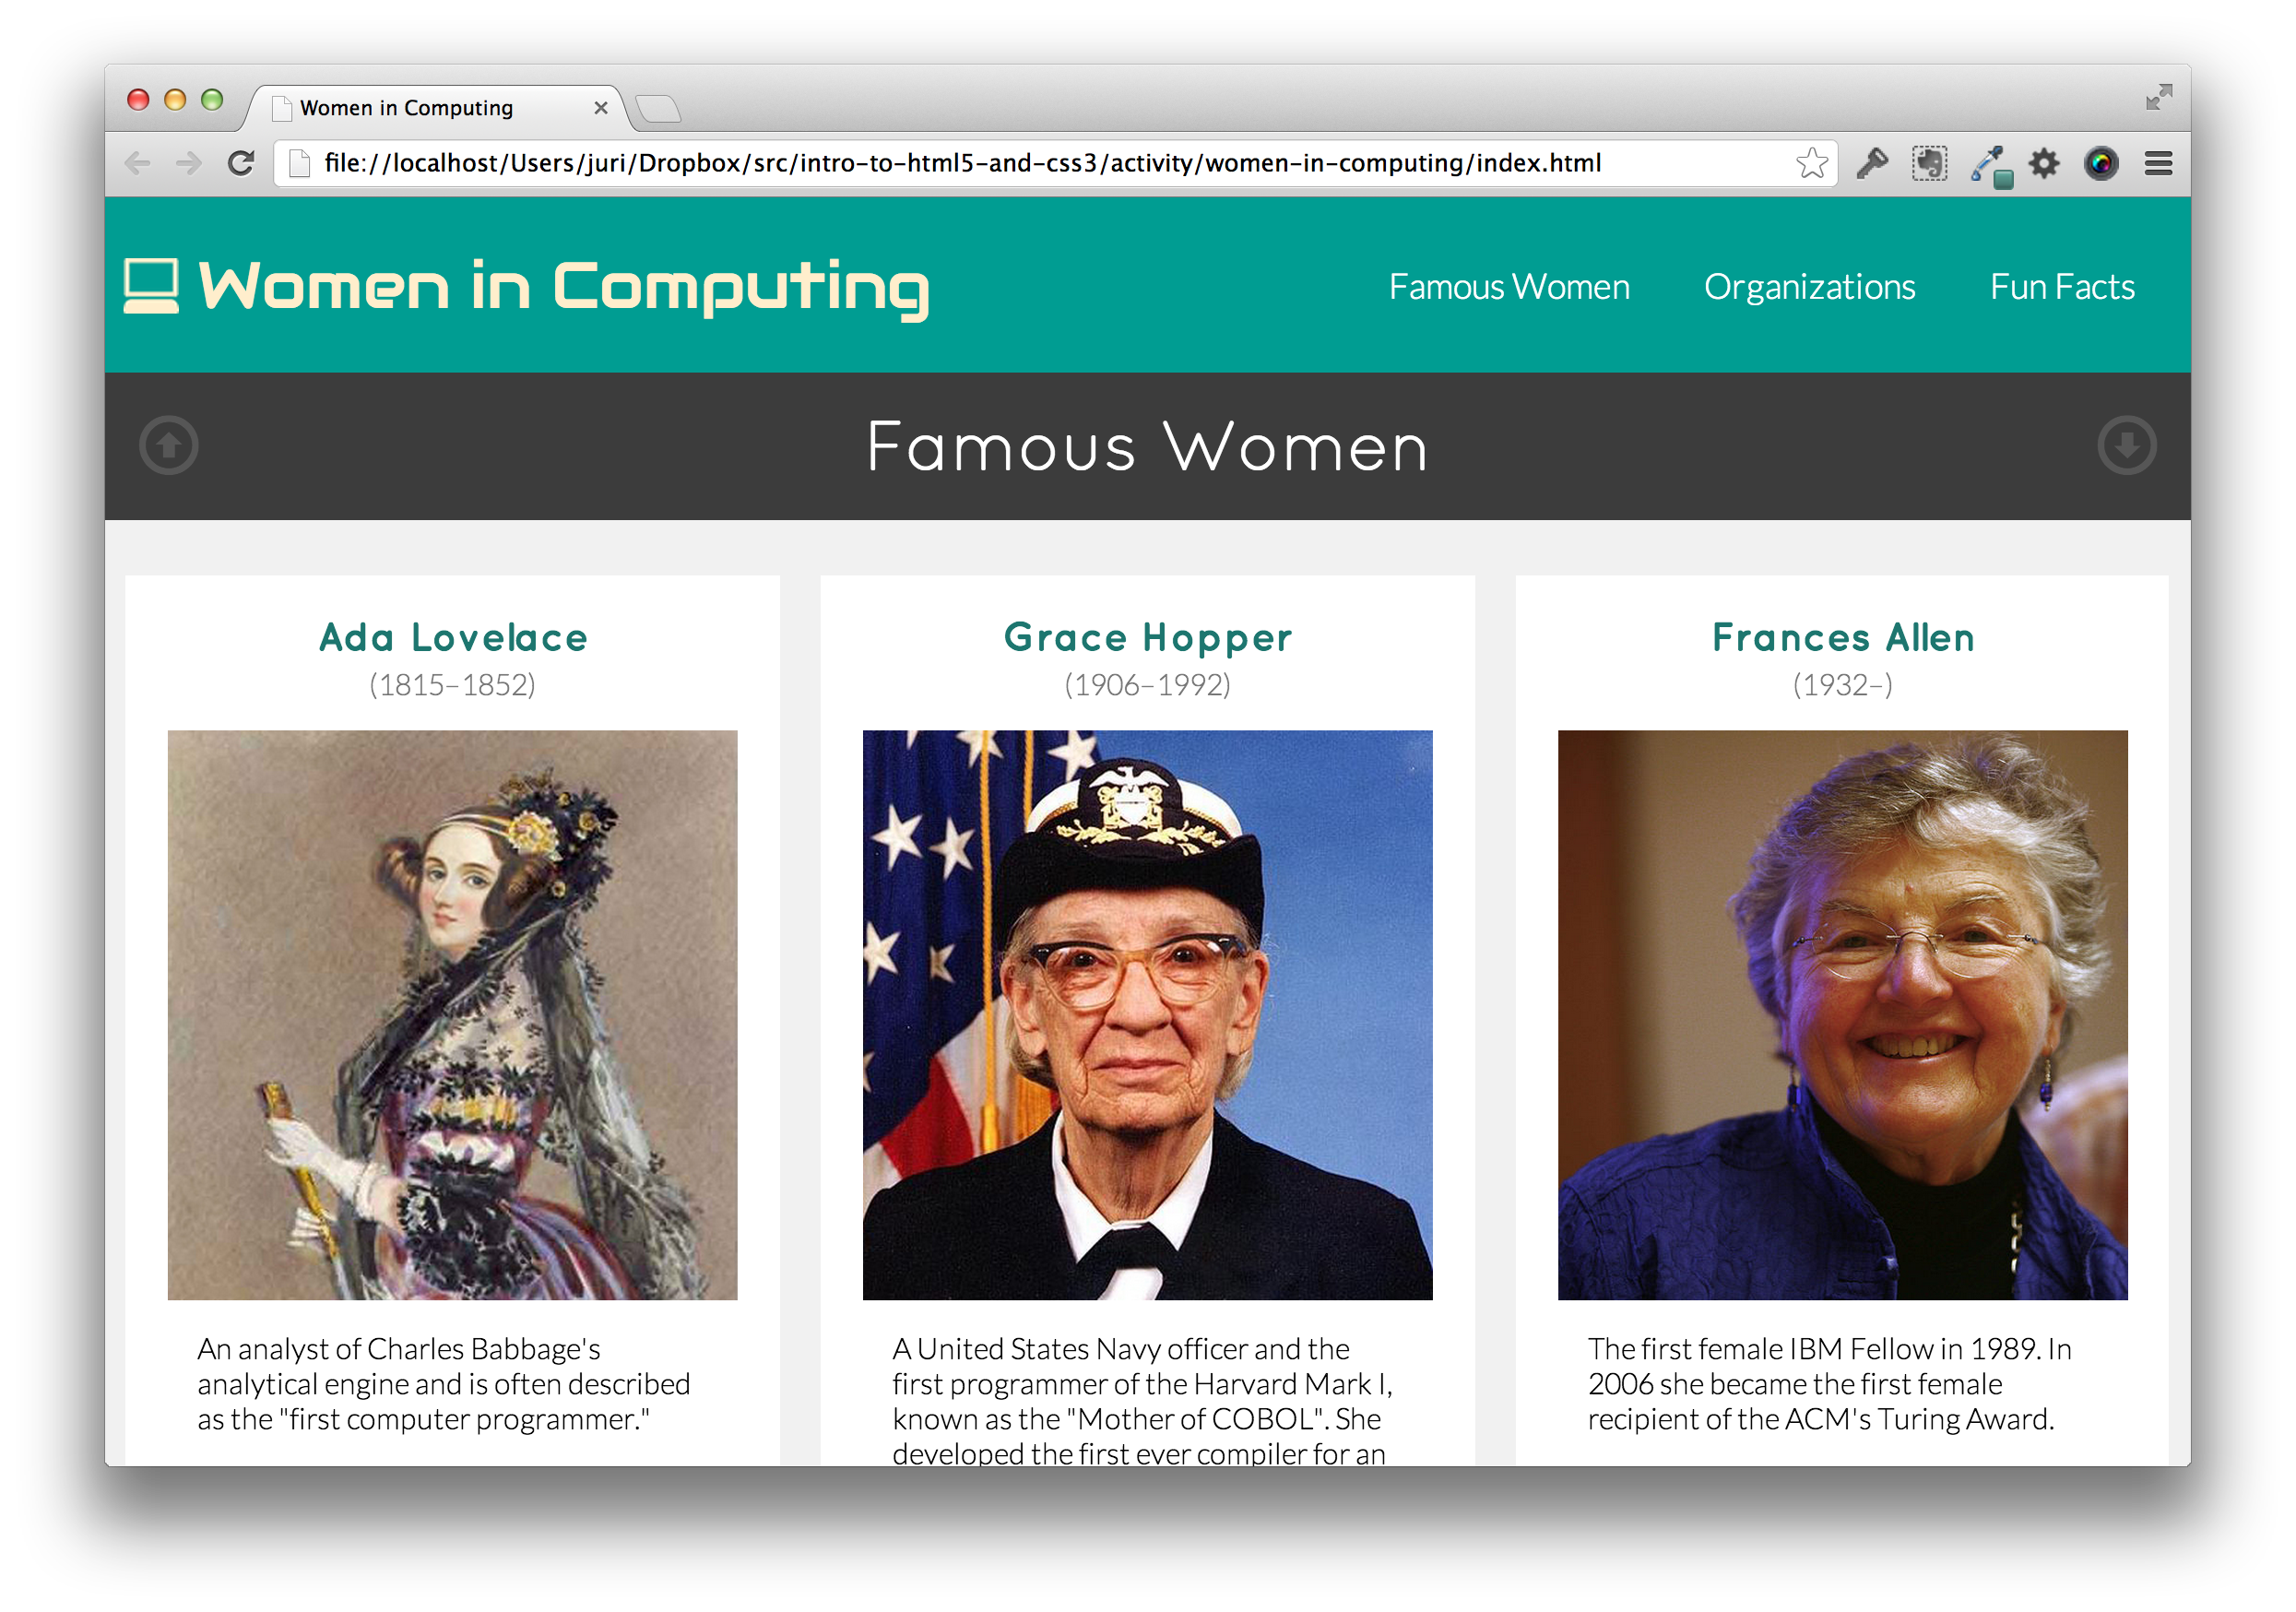 Women in Computing
file://localhost/Users/juri/Dropbox/src/intro-to-html5-and-css3/activity/women-in-computing/index.html
Women in Computing
Famous Women
Organizations
Fun Facts
Famous Women
Ada Lovelace
(1815–1852)
An analyst of Charles Babbage's
analytical engine and is often described
as the "first computer programmer."
Grace Hopper
(1906–1992)
A United States Navy officer and the
first programmer of the Harvard Mark I,
known as the "Mother of COBOL". She
developed the first ever compiler for an
Frances Allen
(1932–)
The first female IBM Fellow in 1989. In
2006 she became the first female
recipient of the ACM's Turing Award.